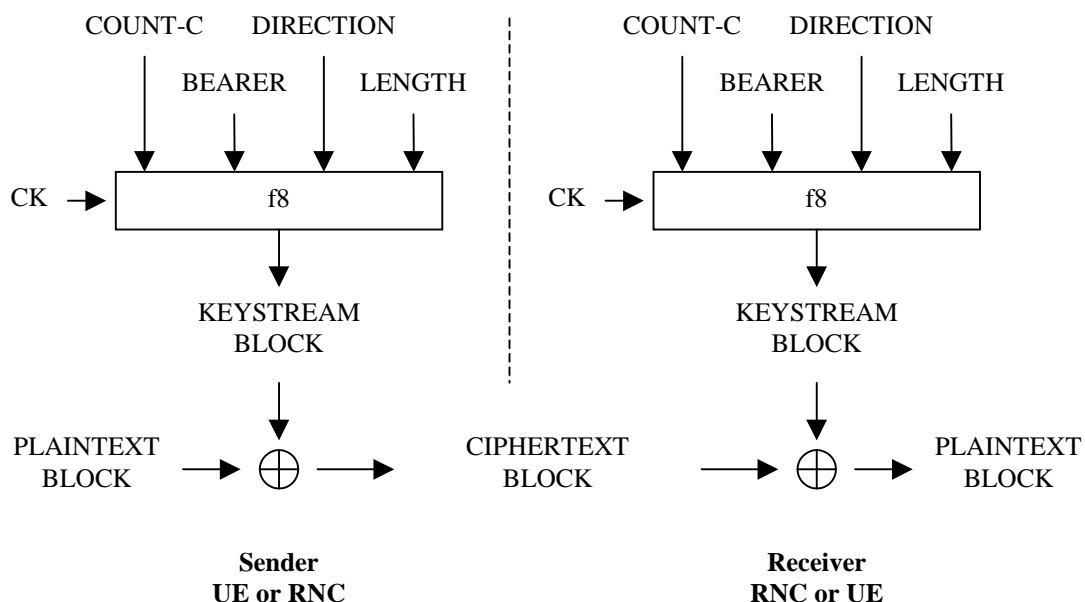 COUNT-C DIRECTION COUNT-C DIRECTION
BEARER LENGTH BEARER LENGTH
CK f8 CK f8
KEYSTREAM KEYSTREAM
BLOCK BLOCK
PLAINTEXT CIPHERTEXT PLAINTEXT
BLOCK BLOCK BLOCK
Sender Receiver
UE or RNC RNC or UE